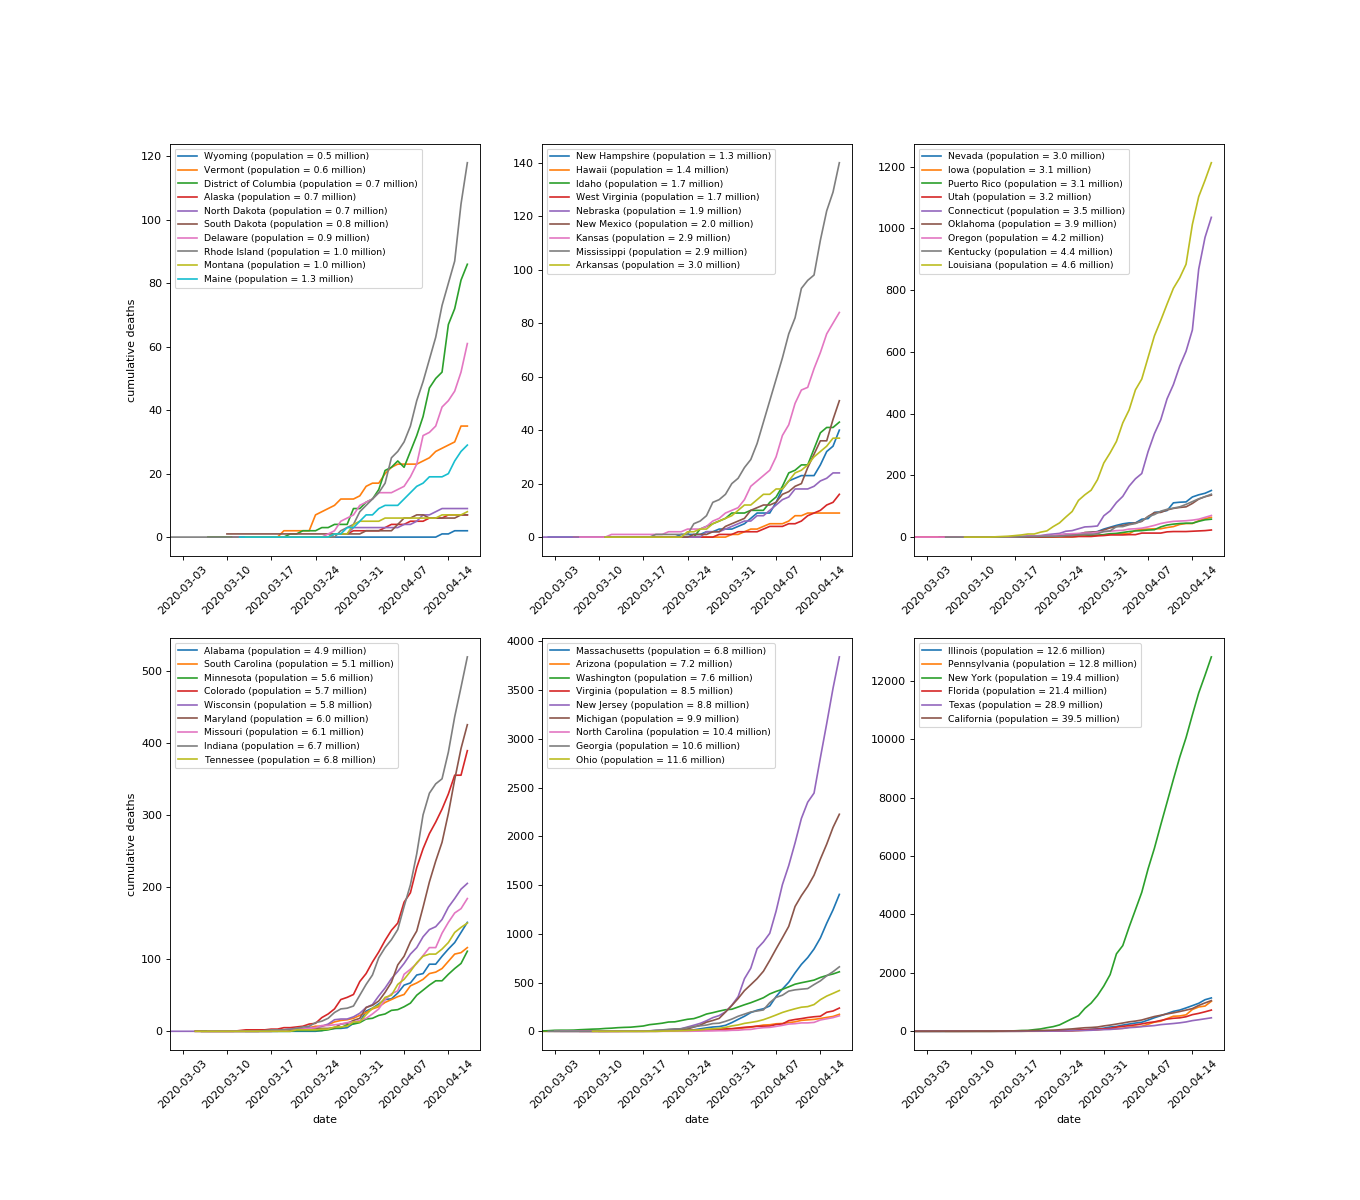 120
100
80
60
40
20
0
cumulative deaths
Wyoming (population = 0.5 million)
Vermont (population = 0.6 million)
District of Columbia (population = 0.7 million)
Alaska (population = 0.7 million)
North Dakota (population = 0.7 million)
South Dakota (population = 0.8 million)
Delaware (population = 0.9 million)
Rhode Island (population = 1.0 million)
Montana (population = 1.0 million)
Maine (population = 1.3 million)
2020-03-03
2020-03-10
2020-03-17
2020-03-24
2020-03-31
2020-04-07
2020-04-14
140
120
100
80
60
40
20
0
New Hampshire (population = 1.3 million)
Hawaii (population = 1.4 million)
Idaho (population = 1.7 million)
West Virginia (population = 1.7 million)
Nebraska (population = 1.9 million)
New Mexico (population = 2.0 million)
Kansas (population = 2.9 million)
Mississippi (population = 2.9 million)
Arkansas (population = 3.0 million)
2020-03-03
2020-03-10
2020-03-17
2020-03-24
2020-03-31
2020-04-07
2020-04-14
1200
1000
800
600
400
200
0
Nevada (population = 3.0 million)
Iowa (population = 3.1 million)
Puerto Rico (population = 3.1 million)
Utah (population = 3.2 million)
Connecticut (population = 3.5 million)
Oklahoma (population = 3.9 million)
Oregon (population = 4.2 million)
Kentucky (population = 4.4 million)
Louisiana (population = 4.6 million)
2020-03-03
2020-03-10
2020-03-17
2020-03-24
2020-03-31
2020-04-07
2020-04-14
500
400
300
200
100
0
cumulative deaths
Alabama (population = 4.9 million)
South Carolina (population = 5.1 million)
Minnesota (population = 5.6 million)
Colorado (population = 5.7 million)
Wisconsin (population = 5.8 million)
Maryland (population = 6.0 million)
Missouri (population = 6.1 million)
Indiana (population = 6.7 million)
Tennessee (population = 6.8 million)
2020-03-03
2020-03-10
2020-03-17
2020-03-24
2020-03-31
2020-04-07
2020-04-14
date
4000
3500
3000
2500
2000
1500
1000
500
0
Massachusetts (population = 6.8 million)
Arizona (population = 7.2 million)
Washington (population = 7.6 million)
Virginia (population = 8.5 million)
New Jersey (population = 8.8 million)
Michigan (population = 9.9 million)
North Carolina (population = 10.4 million)
Georgia (population = 10.6 million)
Ohio (population = 11.6 million)
2020-03-03
2020-03-10
2020-03-17
2020-03-24
2020-03-31
2020-04-07
2020-04-14
date
12000
10000
8000
6000
4000
2000
0
Illinois (population = 12.6 million)
Pennsylvania (population = 12.8 million)
New York (population = 19.4 million)
Florida (population = 21.4 million)
Texas (population = 28.9 million)
California (population = 39.5 million)
2020-03-03
2020-03-10
2020-03-17
2020-03-24
2020-03-31
2020-04-07
2020-04-14
date